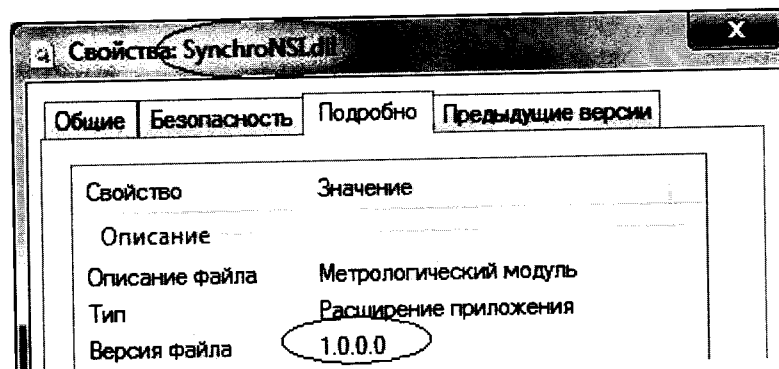 Свойства: SynchroNSI.dll
X
Общие Безопасность Подробно Предыдущие версии
Свойство Значение
Описание
Описание файла Метрологический модуль
Тип Расширение приложения
Версия файла 1.0.0.0